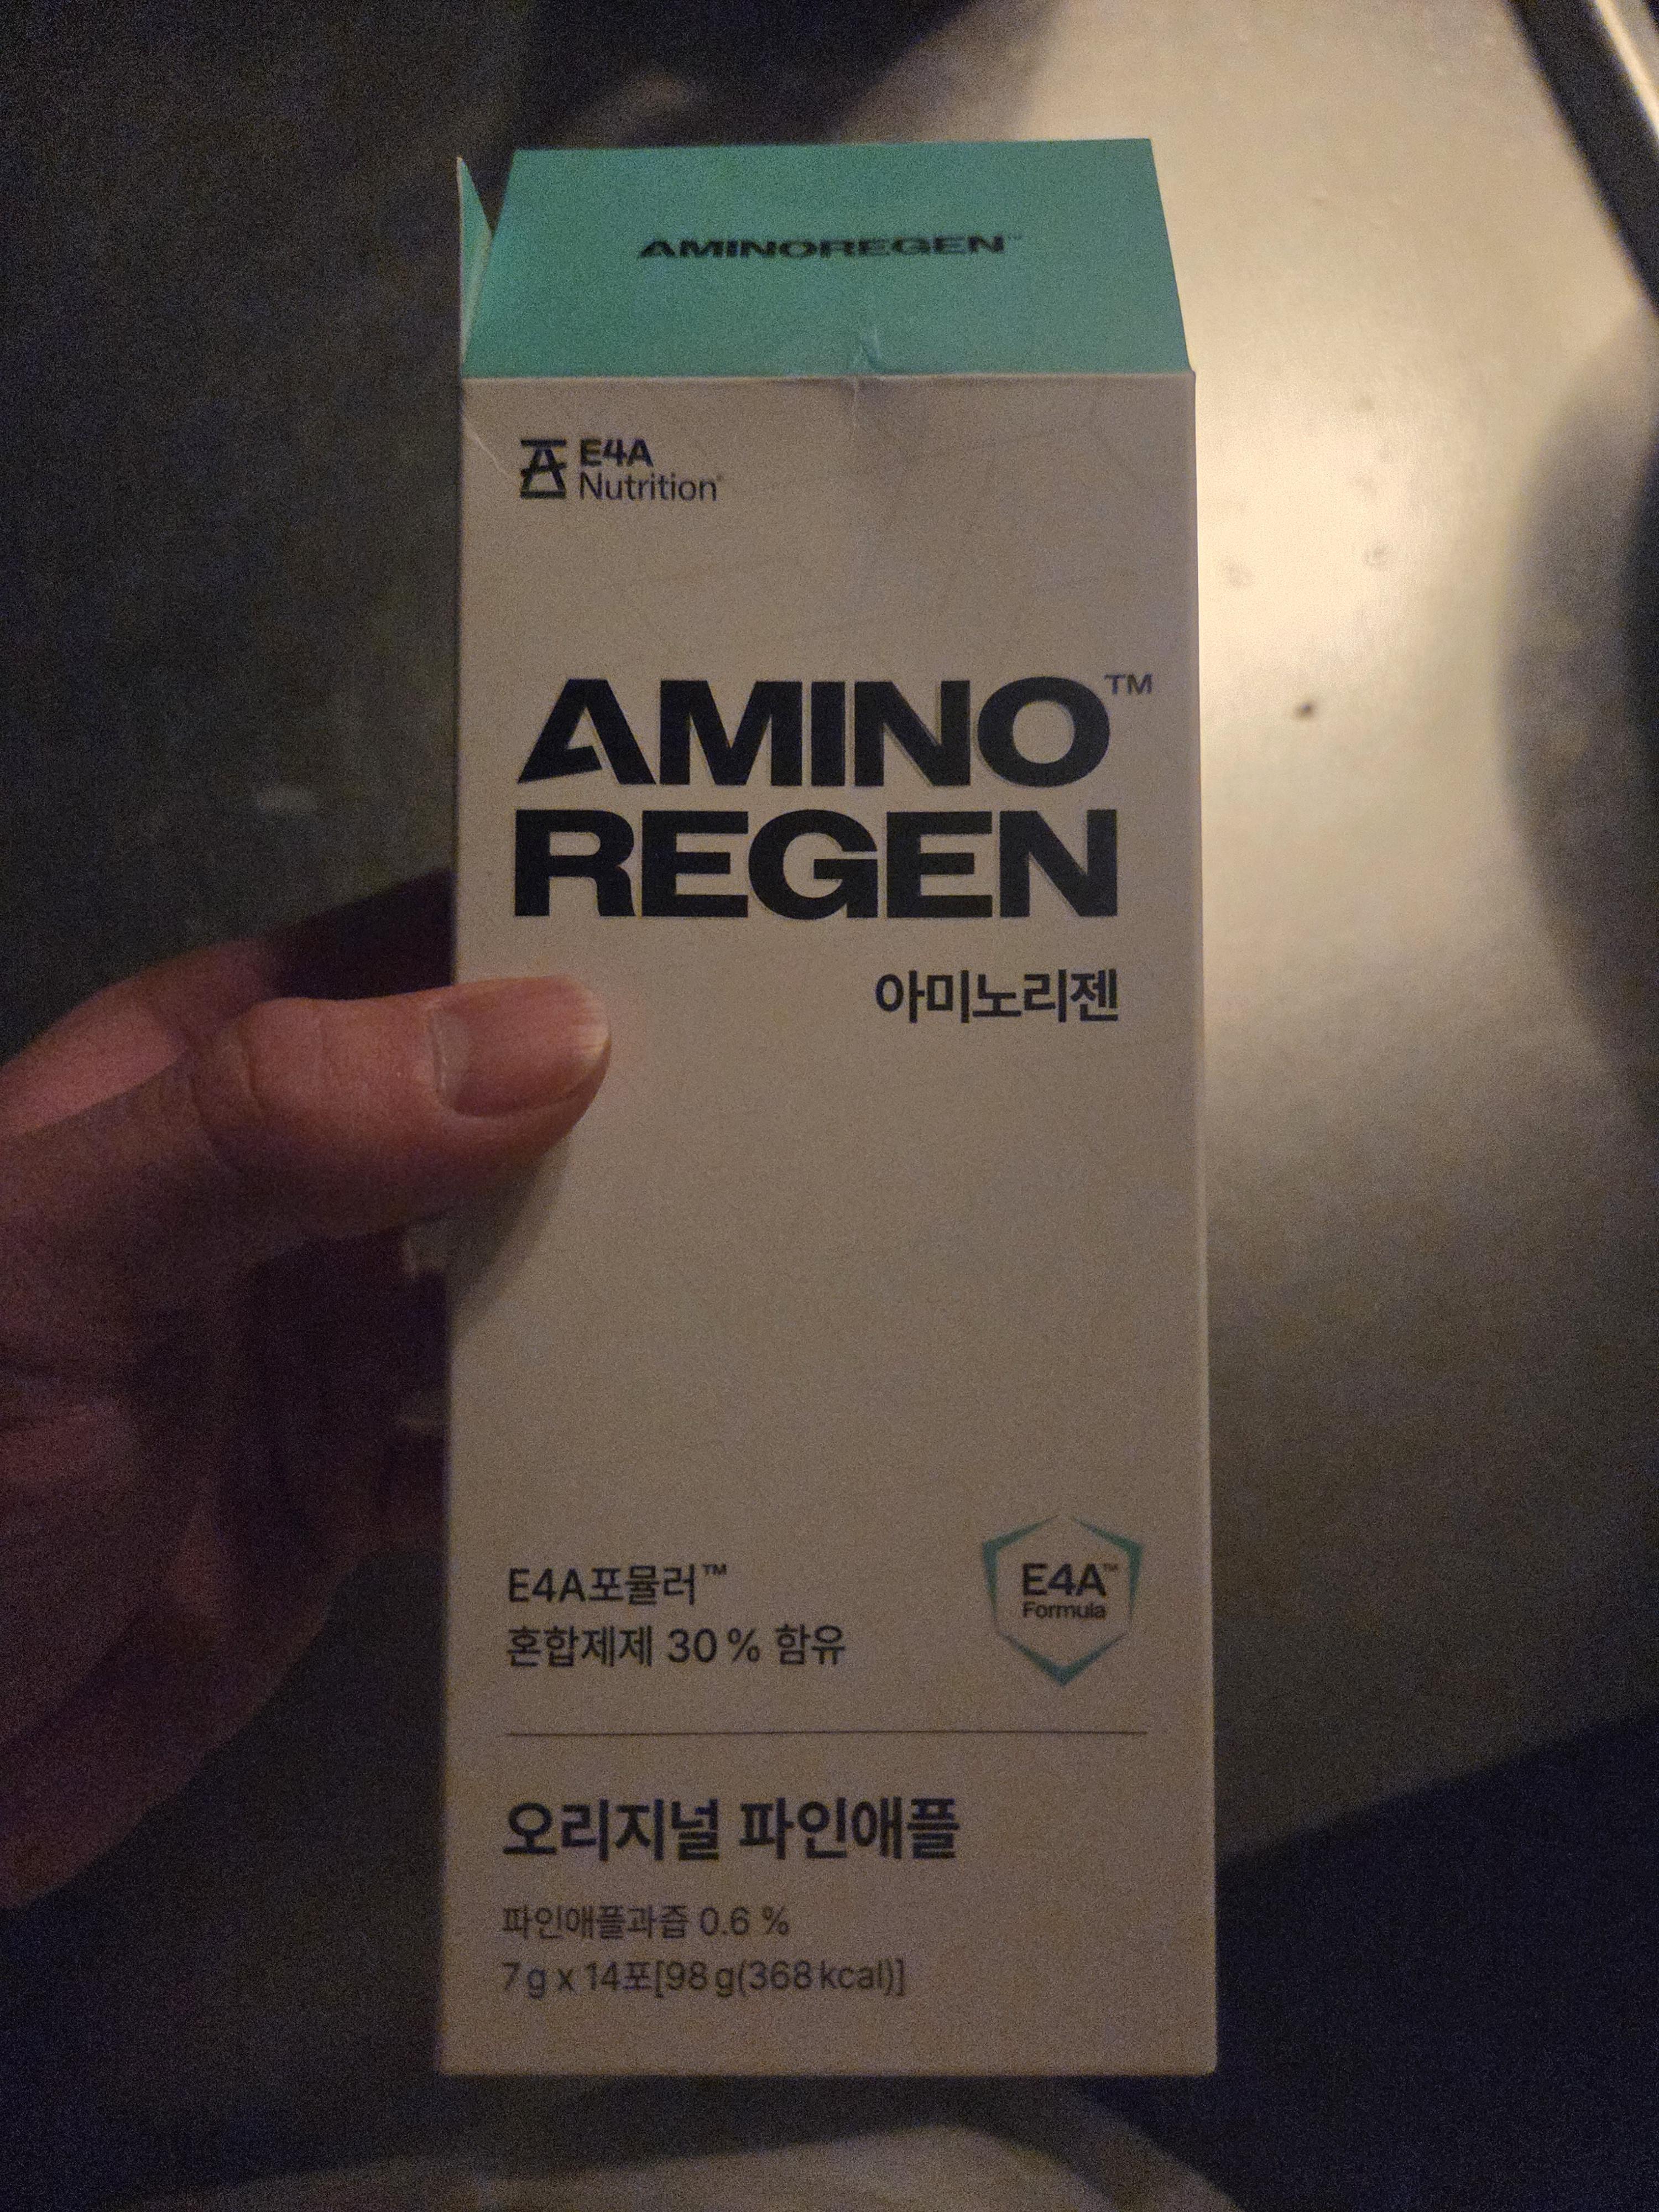 AMINOREGEN™
E4A
Nutrition®
AMINO™
REGEN
아미노리젠
E4A포뮬러™
혼합제제 30 % 함유
E4A™
Formula
오리지널 파인애플
파인애플과즙 0.6 %
7 g x 14포[98 g(368 kcal)]